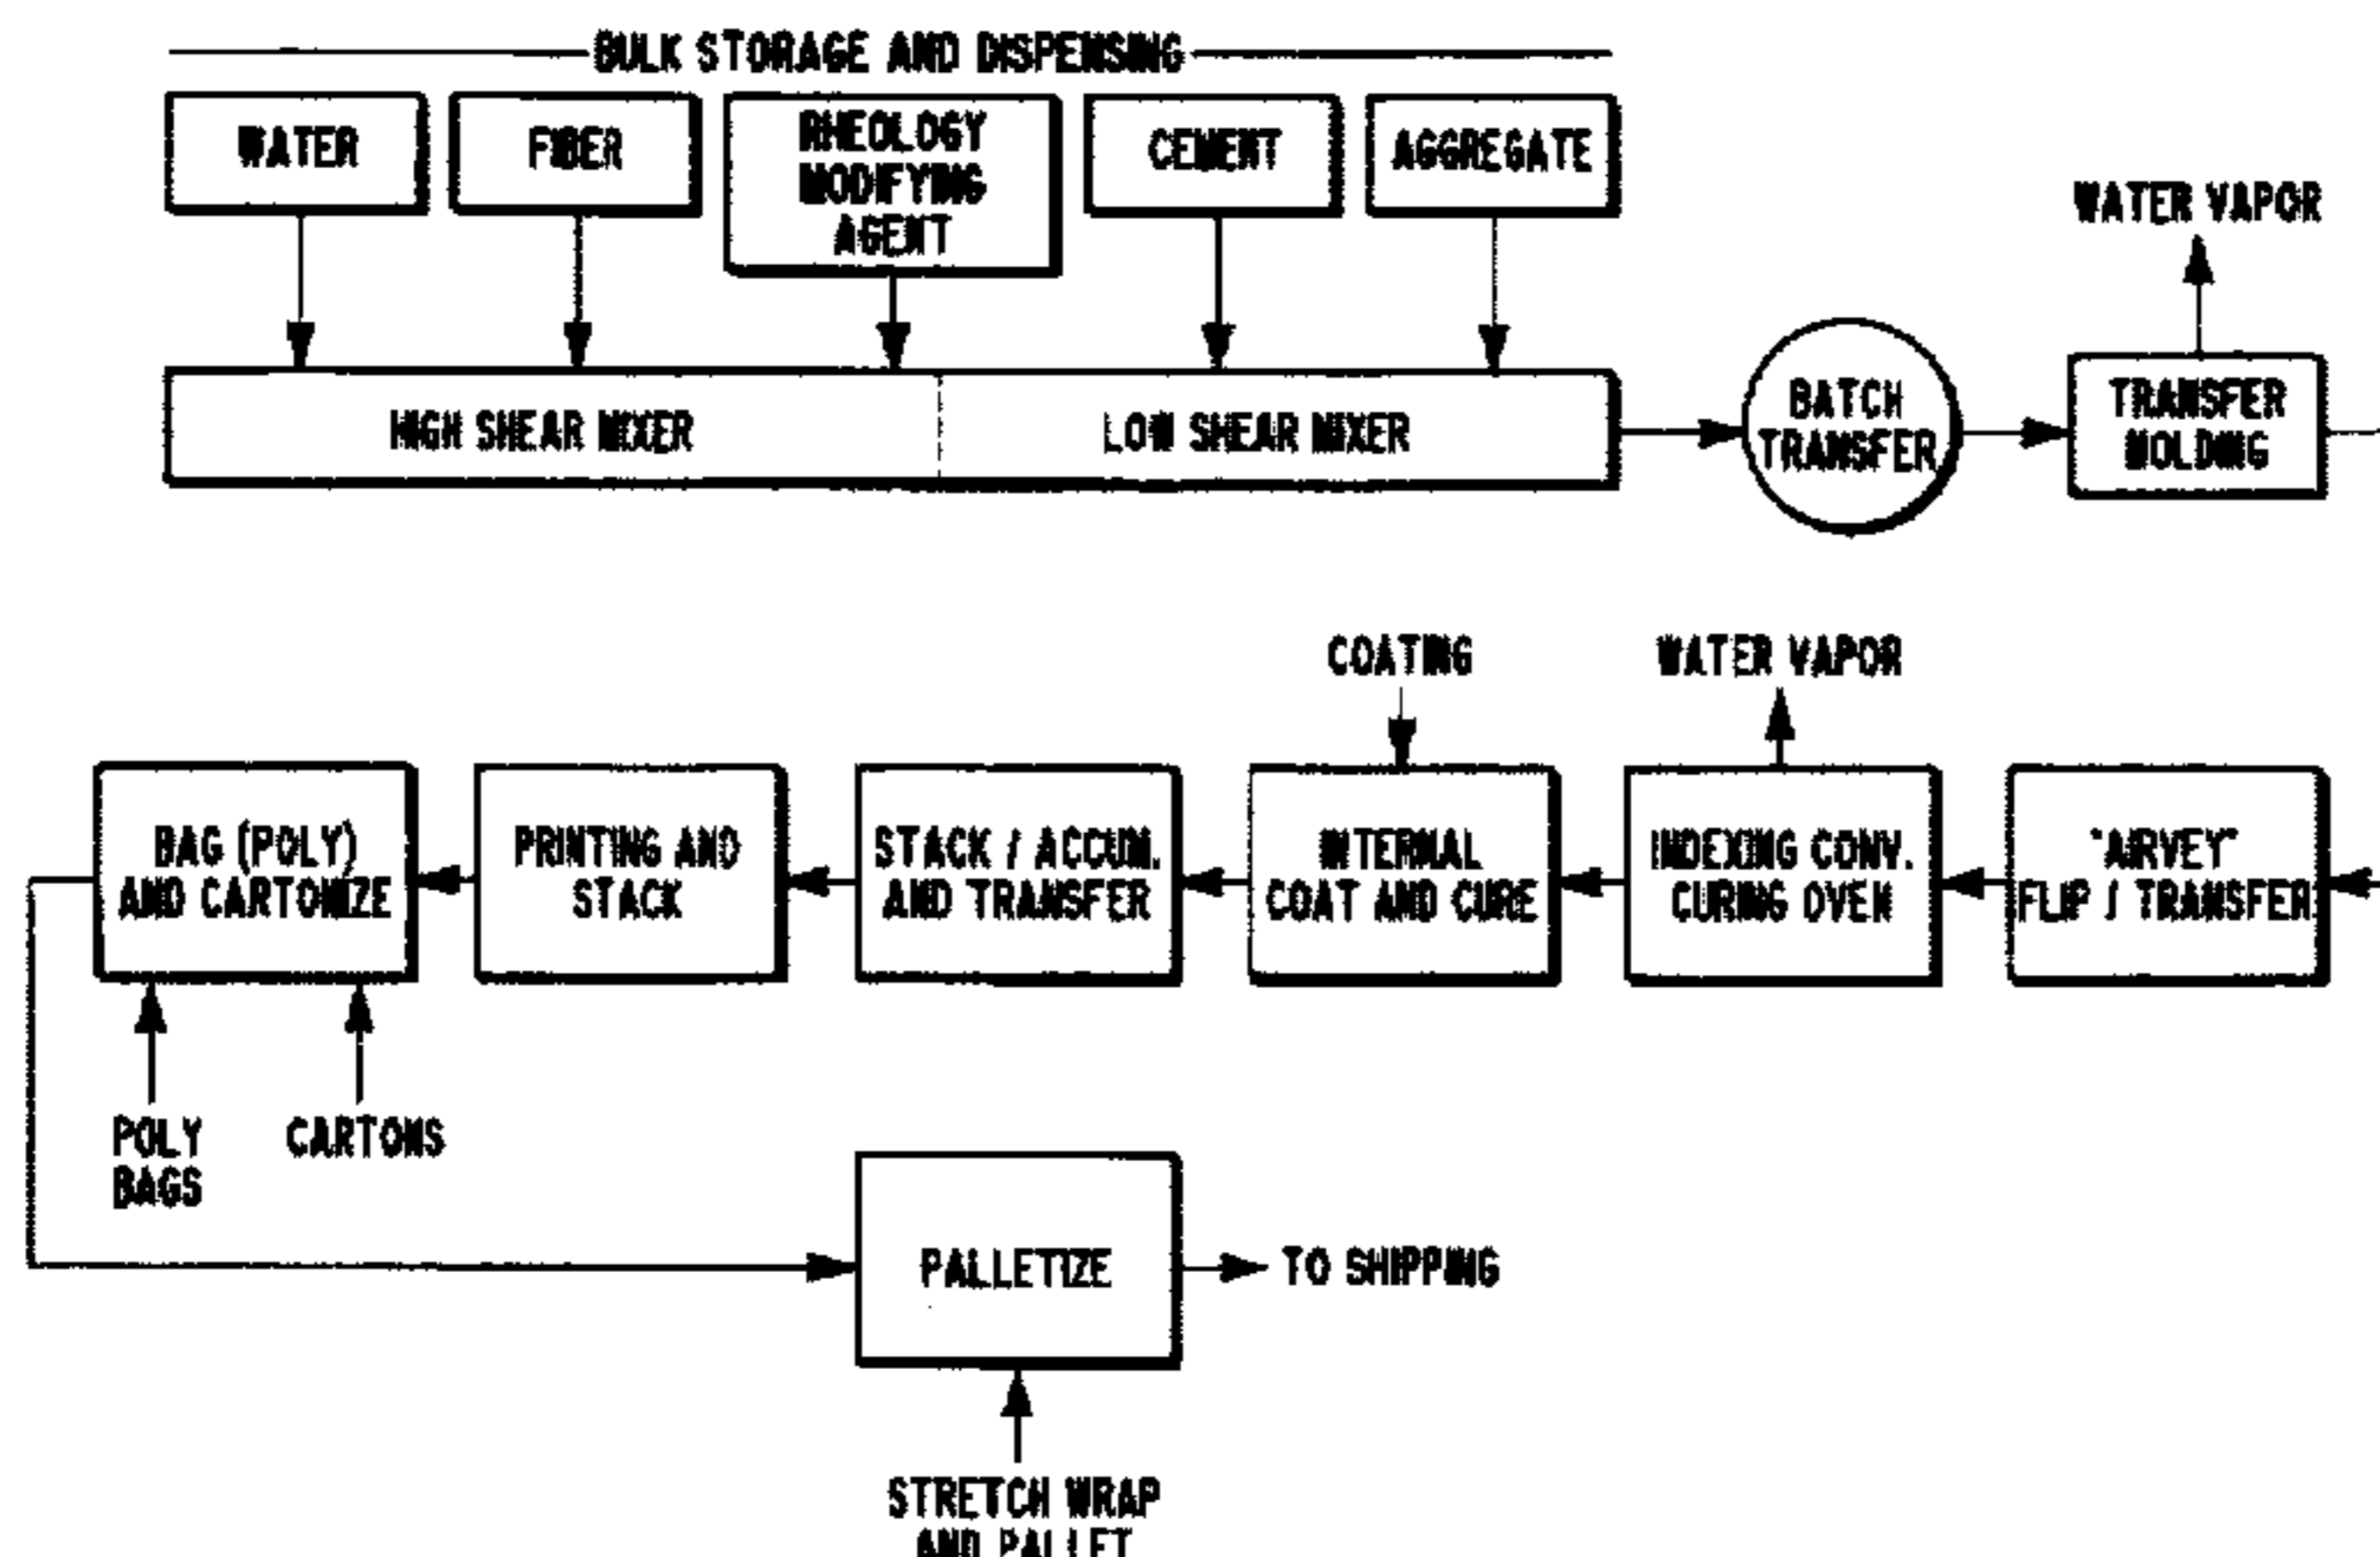 BULK STORAGE AND DISPENSING
WATER
FIBER
RHEOLOGY
MODIFYING
AGENT
CEMENT
AGGREGATE
WATER VAPOR
HIGH SHEAR MIXER
LOW SHEAR MIXER
BATCH
TRANSFER
TRANSFER
MOLDING
COATING
WATER VAPOR
BAG (POLY)
AND CARTONIZE
PRINTING AND
STACK
STACK / ACCUM.
AND TRANSFER
INTERNAL
COAT AND CURE
INDEXING CONV.
CURING OVEN
"AIRVEY"
FLIP / TRANSFER
POLY
BAGS
CARTONS
PALLETIZE
TO SHIPPING
STRETCH WRAP
AND PALLET